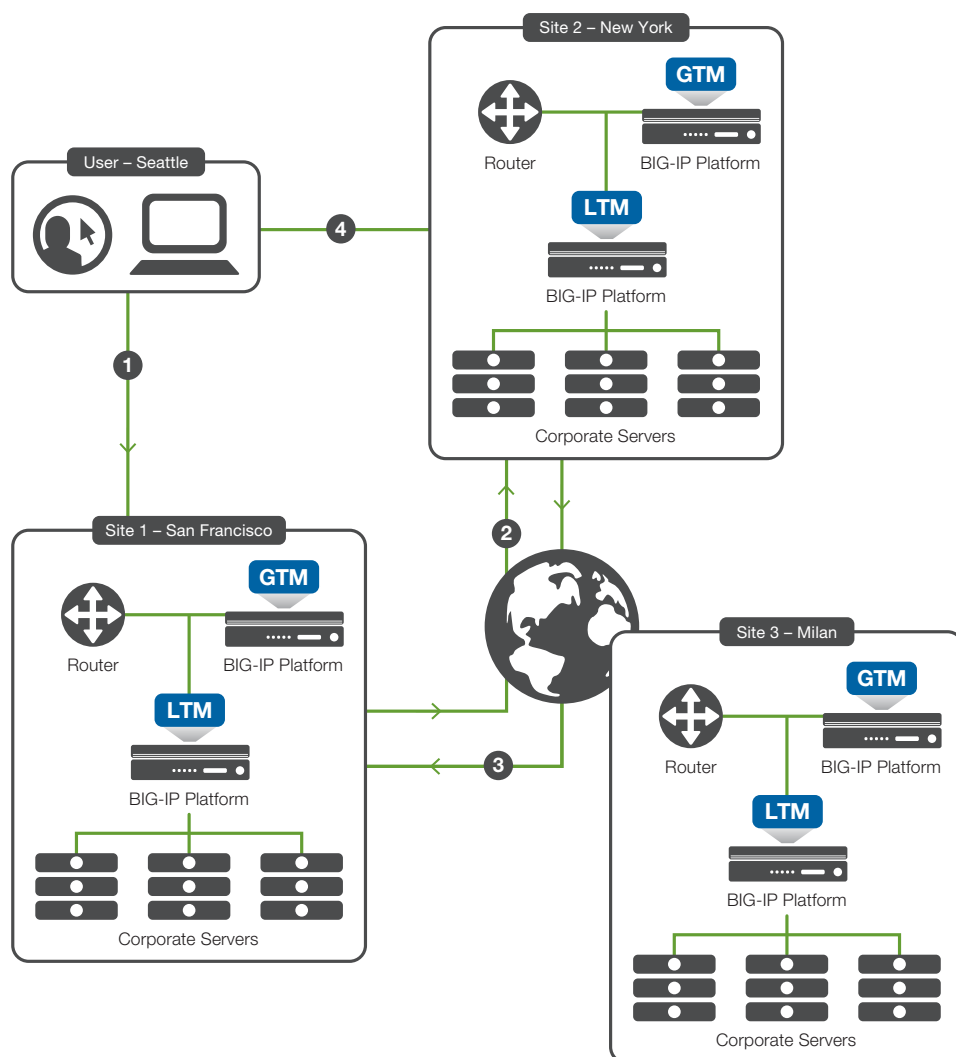 Site 2 – New York
GTM
Router
BIG-IP Platform
LTM
BIG-IP Platform
Corporate Servers
User – Seattle
4
1
2
Site 1 – San Francisco
GTM
Router
BIG-IP Platform
LTM
BIG-IP Platform
Corporate Servers
3
Site 3 – Milan
GTM
Router
BIG-IP Platform
LTM
BIG-IP Platform
Corporate Servers